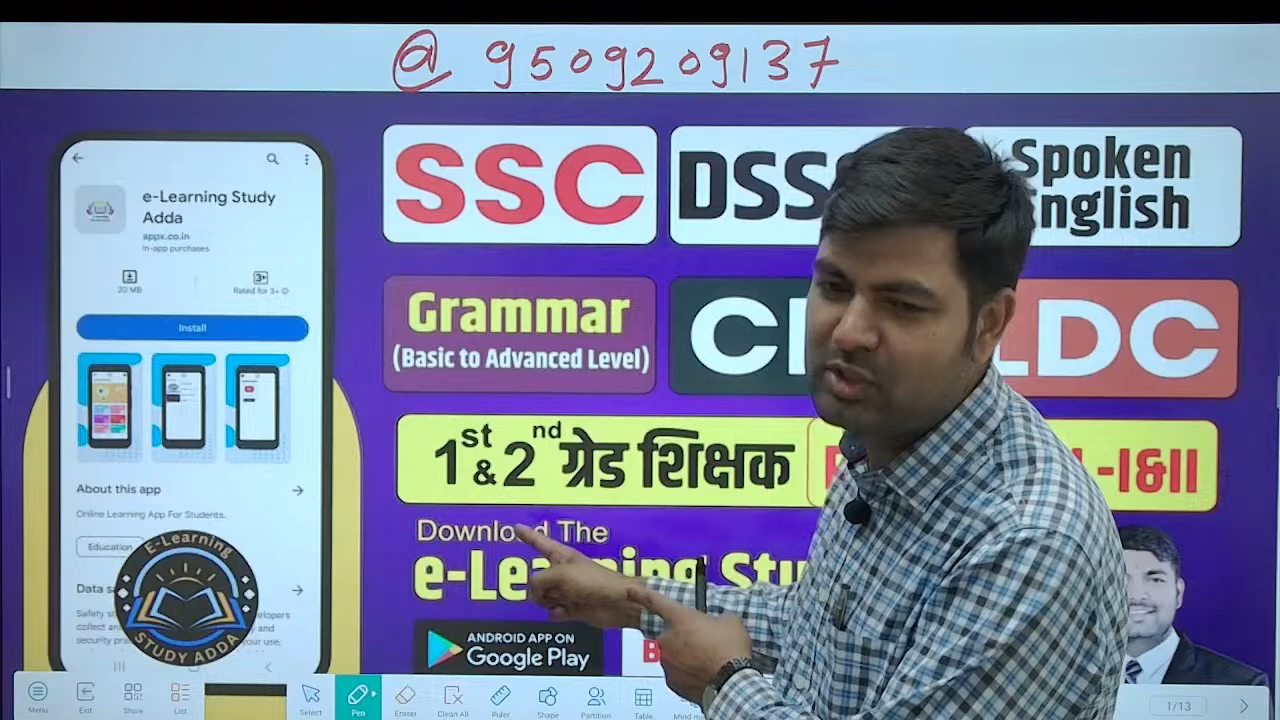 @ 9509209137
e-Learning Study
Adda
appx.co.in
In-app purchases
20 MB
3+
Rated for 3+
Install
About this app
Online Learning App For Students.
Education
Data
E-Learning
STUDY ADDA
SSC
Spoken
English
Grammar
(Basic to Advanced Level)
LDC
1st & 2nd ग्रेड शिक्षक
-I&II
Download The
ANDROID APP ON
Google Play
Menu
Exit
Share
List
Select
Pen
Eraser
Clean All
Ruler
Shape
Partition
Table
1/13